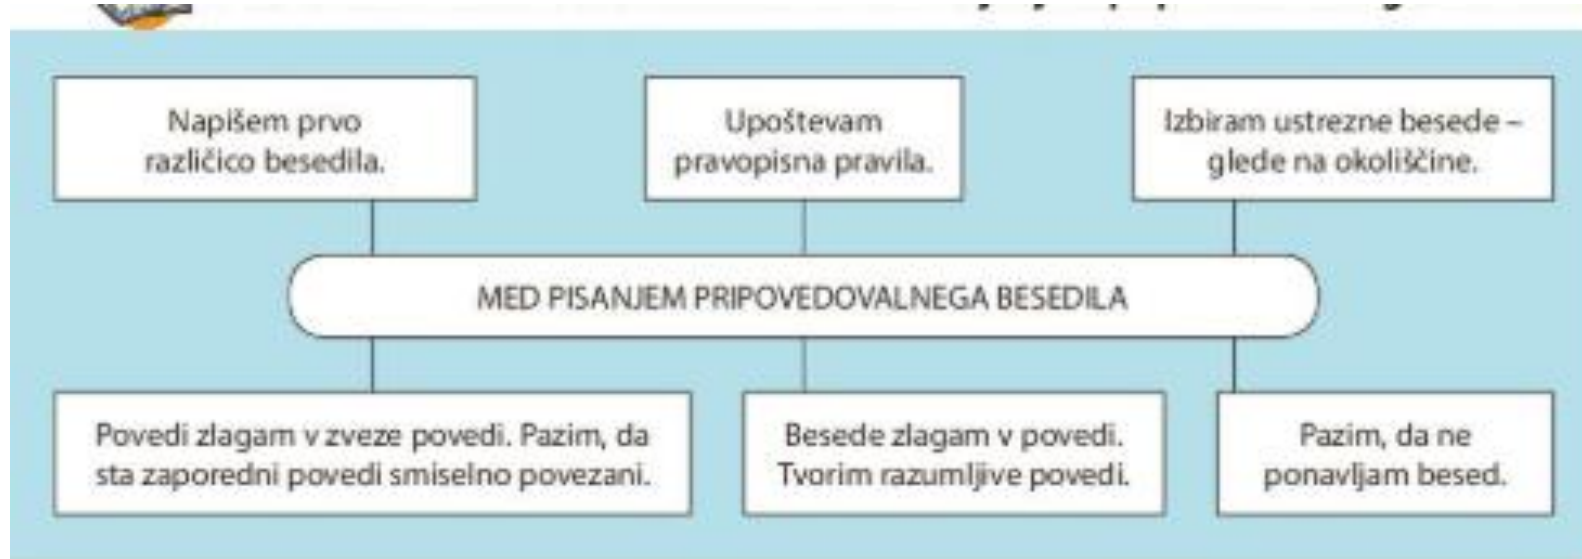 Napišem prvo
različico besedila.
Upoštevam
pravopisna pravila.
Izbiram ustrezne besede –
glede na okoliščine.
MED PISANJEM PRIPOVEDOVALNEGA BESEDILA
Povedi zlagam v zveze povedi. Pazim, da
sta zaporedni povedi smiselno povezani.
Besede zlagam v povedi.
Tvorim razumljive povedi.
Pazim, da ne
ponavljam besed.